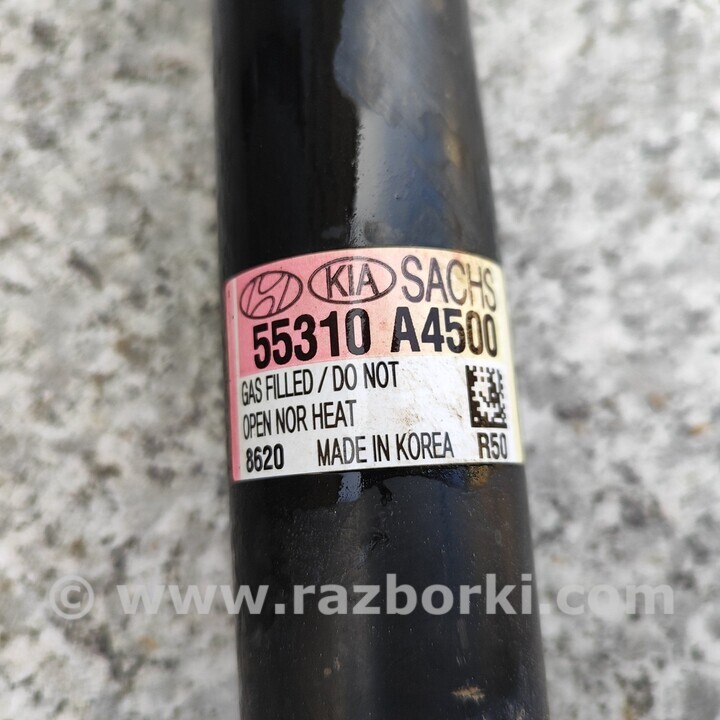 KIA SACHS
55310 A4500
GAS FILLED / DO NOT
OPEN NOR HEAT
8620 MADE IN KOREA R50
© www.razborki.com